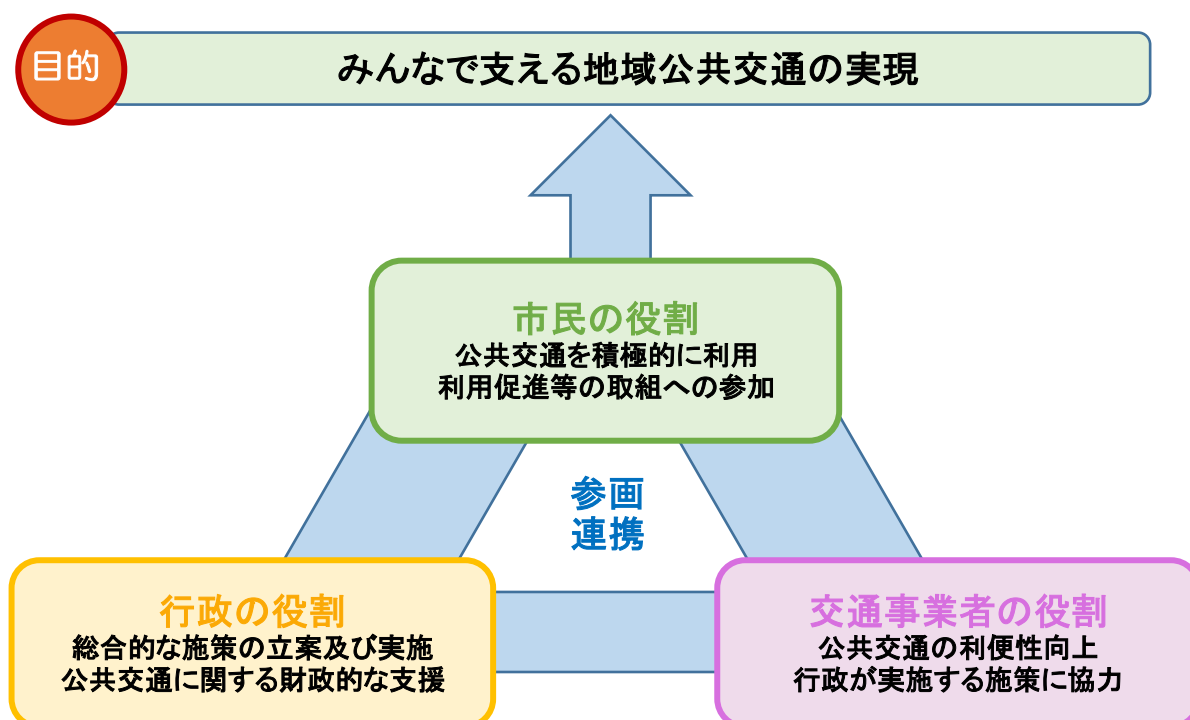 目的
みんなで支える地域公共交通の実現
市民の役割
公共交通を積極的に利用
利用促進等の取組への参加
参画
連携
行政の役割
総合的な施策の立案及び実施
公共交通に関する財政的な支援
交通事業者の役割
公共交通の利便性向上
行政が実施する施策に協力